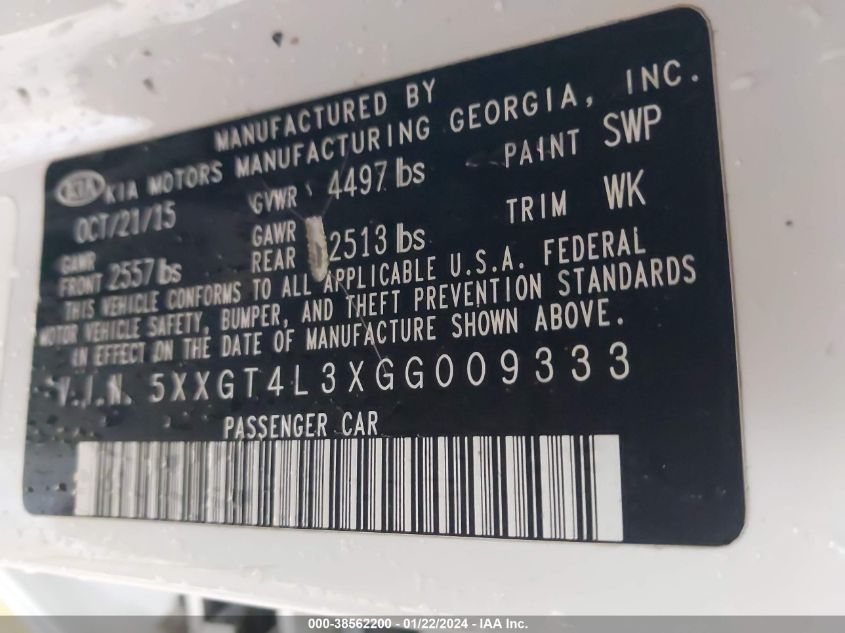 MANUFACTURED BY
KIA KIA MOTORS MANUFACTURING GEORGIA, INC.
OCT/21/15 GVWR 4497 lbs PAINT SWP
GAWR FRONT 2557 lbs GAWR REAR 2513 lbs TRIM WK
THIS VEHICLE CONFORMS TO ALL APPLICABLE U.S.A. FEDERAL
MOTOR VEHICLE SAFETY, BUMPER, AND THEFT PREVENTION STANDARDS
IN EFFECT ON THE DATE OF MANUFACTURE SHOWN ABOVE.
V.I.N. 5XXGT4L3XGG009333
PASSENGER CAR
000-38562200 - 01/22/2024 - IAA Inc.